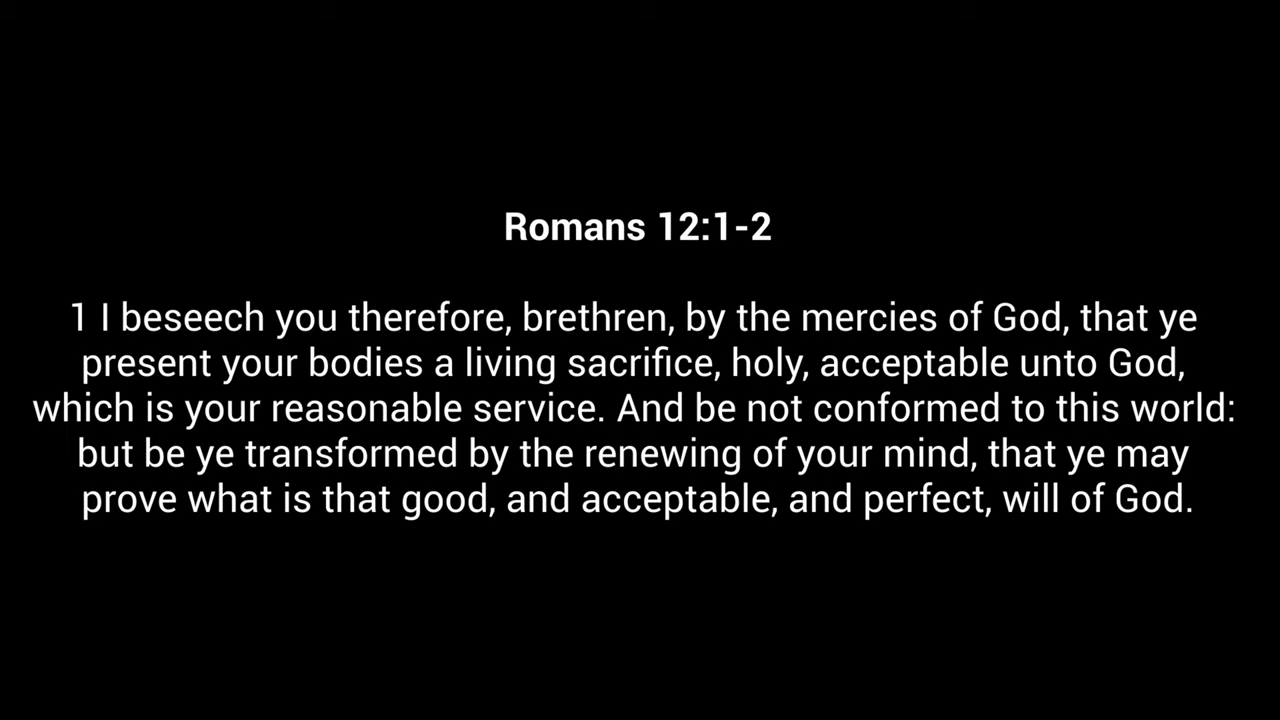 Romans 12:1-2
1 I beseech you therefore, brethren, by the mercies of God, that ye
present your bodies a living sacrifice, holy, acceptable unto God,
which is your reasonable service. And be not conformed to this world:
but be ye transformed by the renewing of your mind, that ye may
prove what is that good, and acceptable, and perfect, will of God.